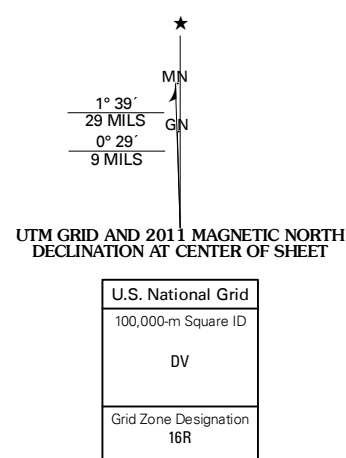 ★
MN
1° 39´
29 MILS
GN
0° 29´
9 MILS
UTM GRID AND 2011 MAGNETIC NORTH
DECLINATION AT CENTER OF SHEET
U.S. National Grid
100,000-m Square ID
DV
Grid Zone Designation
16R